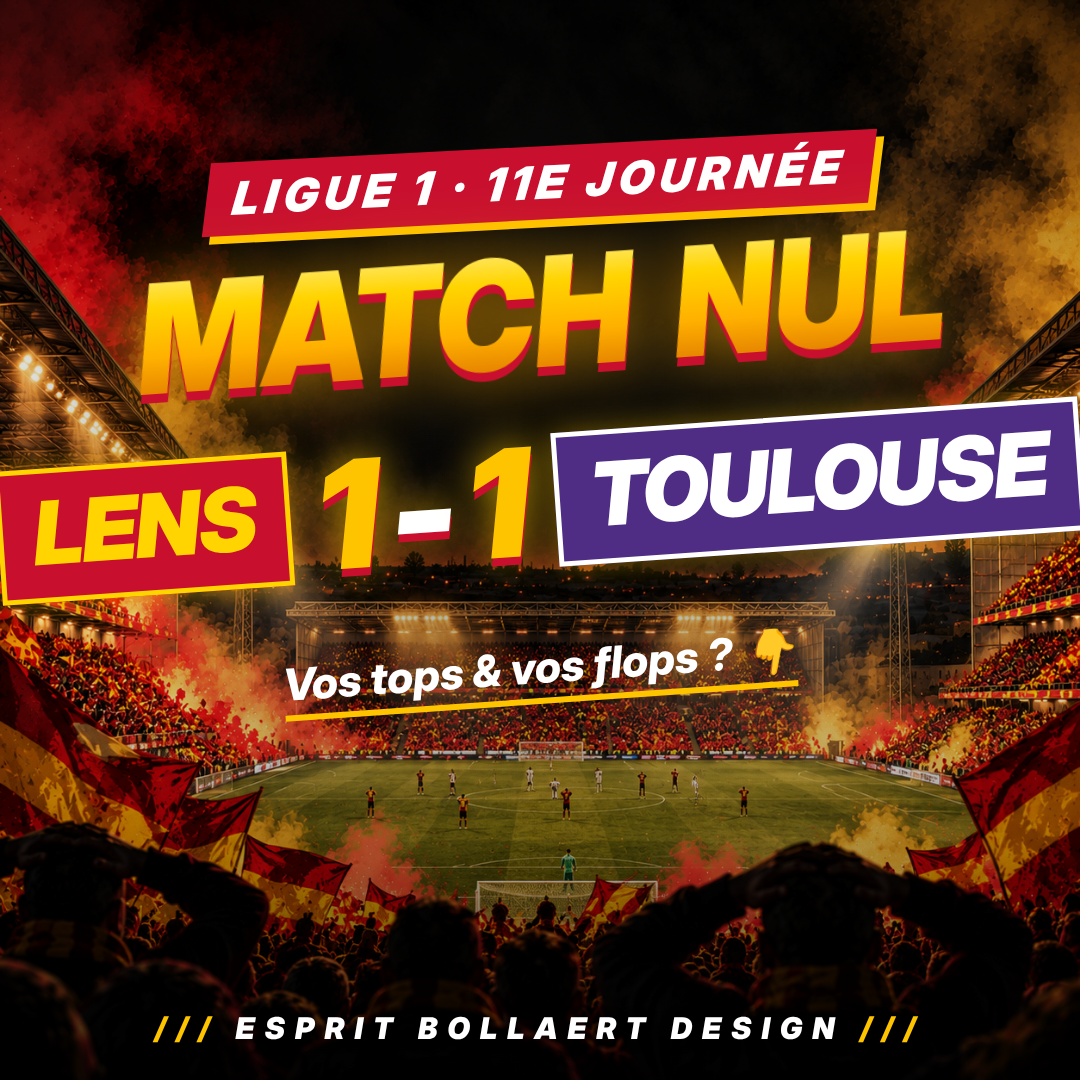 LIGUE 1 · 11E JOURNÉE
MATCH NUL
LENS 1-1 TOULOUSE
Vos tops & vos flops ? 👇
/// ESPRIT BOLLAERT DESIGN ///